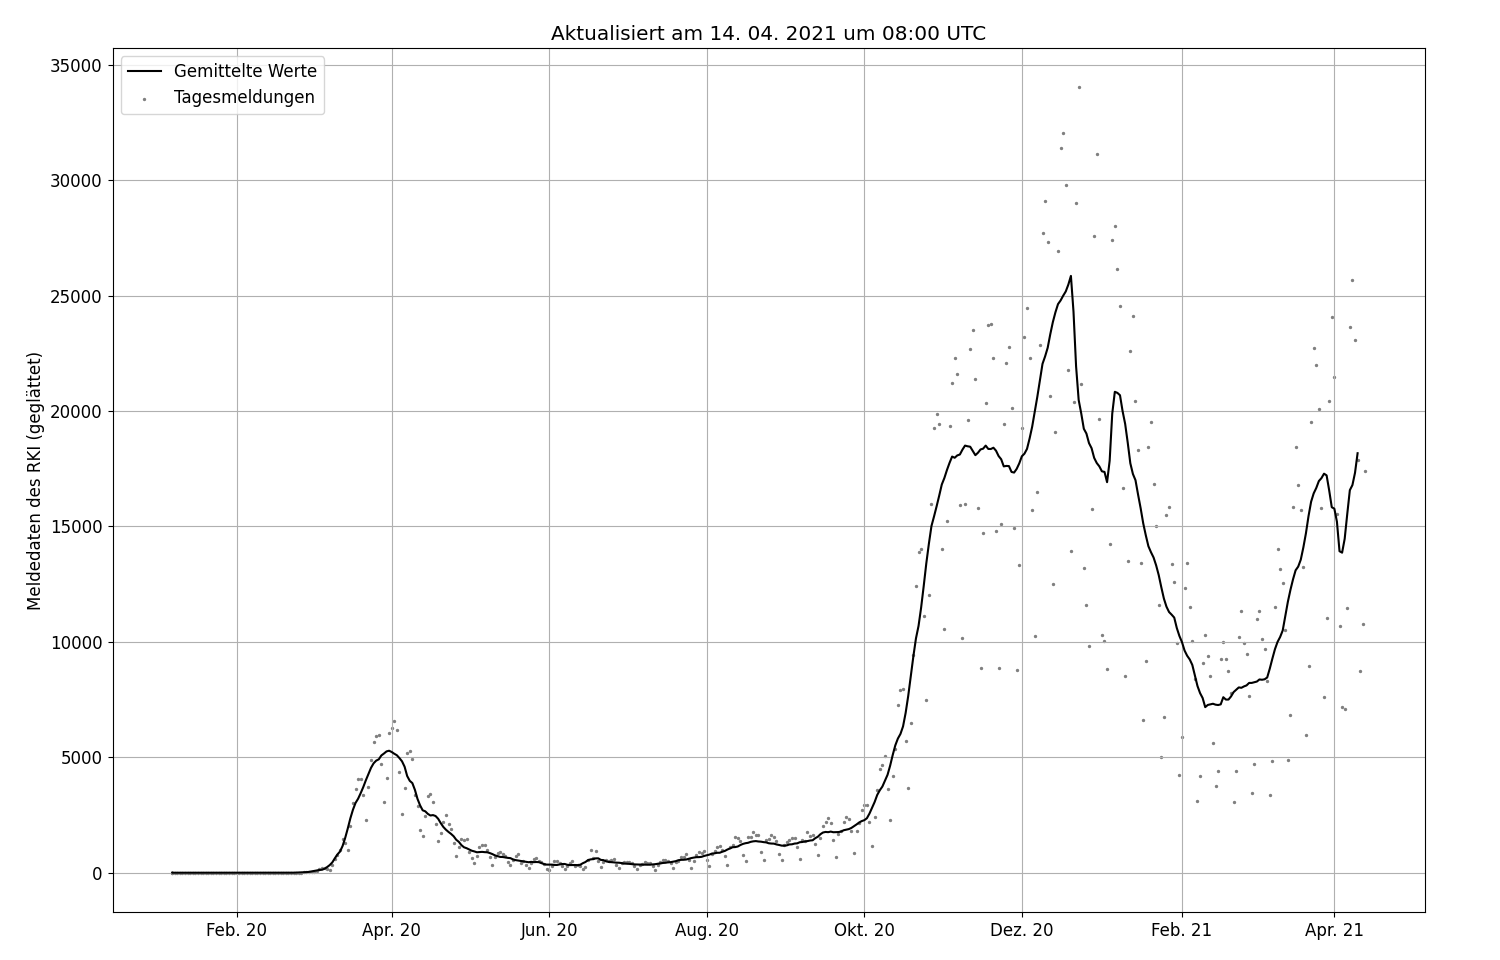 Aktualisiert am 14. 04. 2021 um 08:00 UTC
Gemittelte Werte
Tagesmeldungen
Meldedaten des RKI (geglättet)
35000
30000
25000
20000
15000
10000
5000
0
Feb. 20 Apr. 20 Jun. 20 Aug. 20 Okt. 20 Dez. 20 Feb. 21 Apr. 21